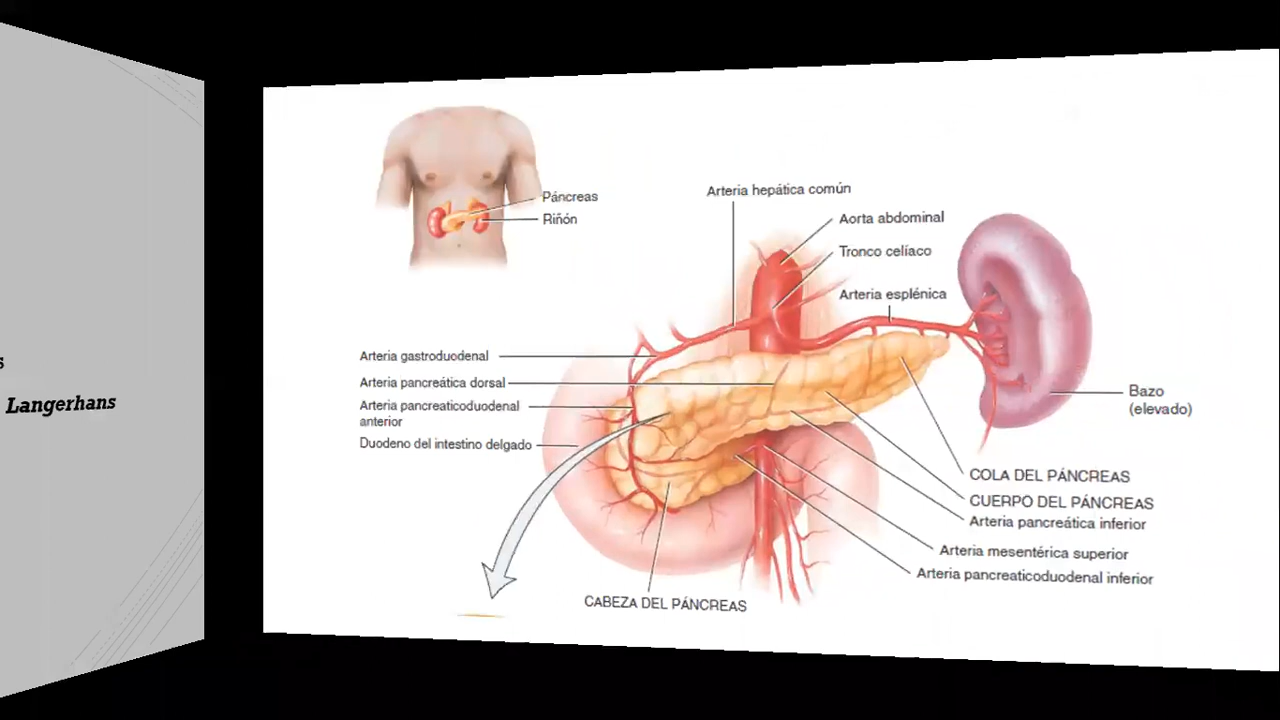 Langerhans
Páncreas
Riñón
Arteria hepática común
Aorta abdominal
Tronco celíaco
Arteria esplénica
Arteria gastroduodenal
Arteria pancreática dorsal
Arteria pancreaticoduodenal
anterior
Duodeno del intestino delgado
Bazo
(elevado)
COLA DEL PÁNCREAS
CUERPO DEL PÁNCREAS
Arteria pancreática inferior
Arteria mesentérica superior
Arteria pancreaticoduodenal inferior
CABEZA DEL PÁNCREAS